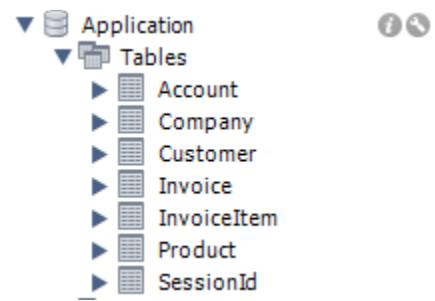 Application
Tables
Account
Company
Customer
Invoice
InvoiceItem
Product
SessionId